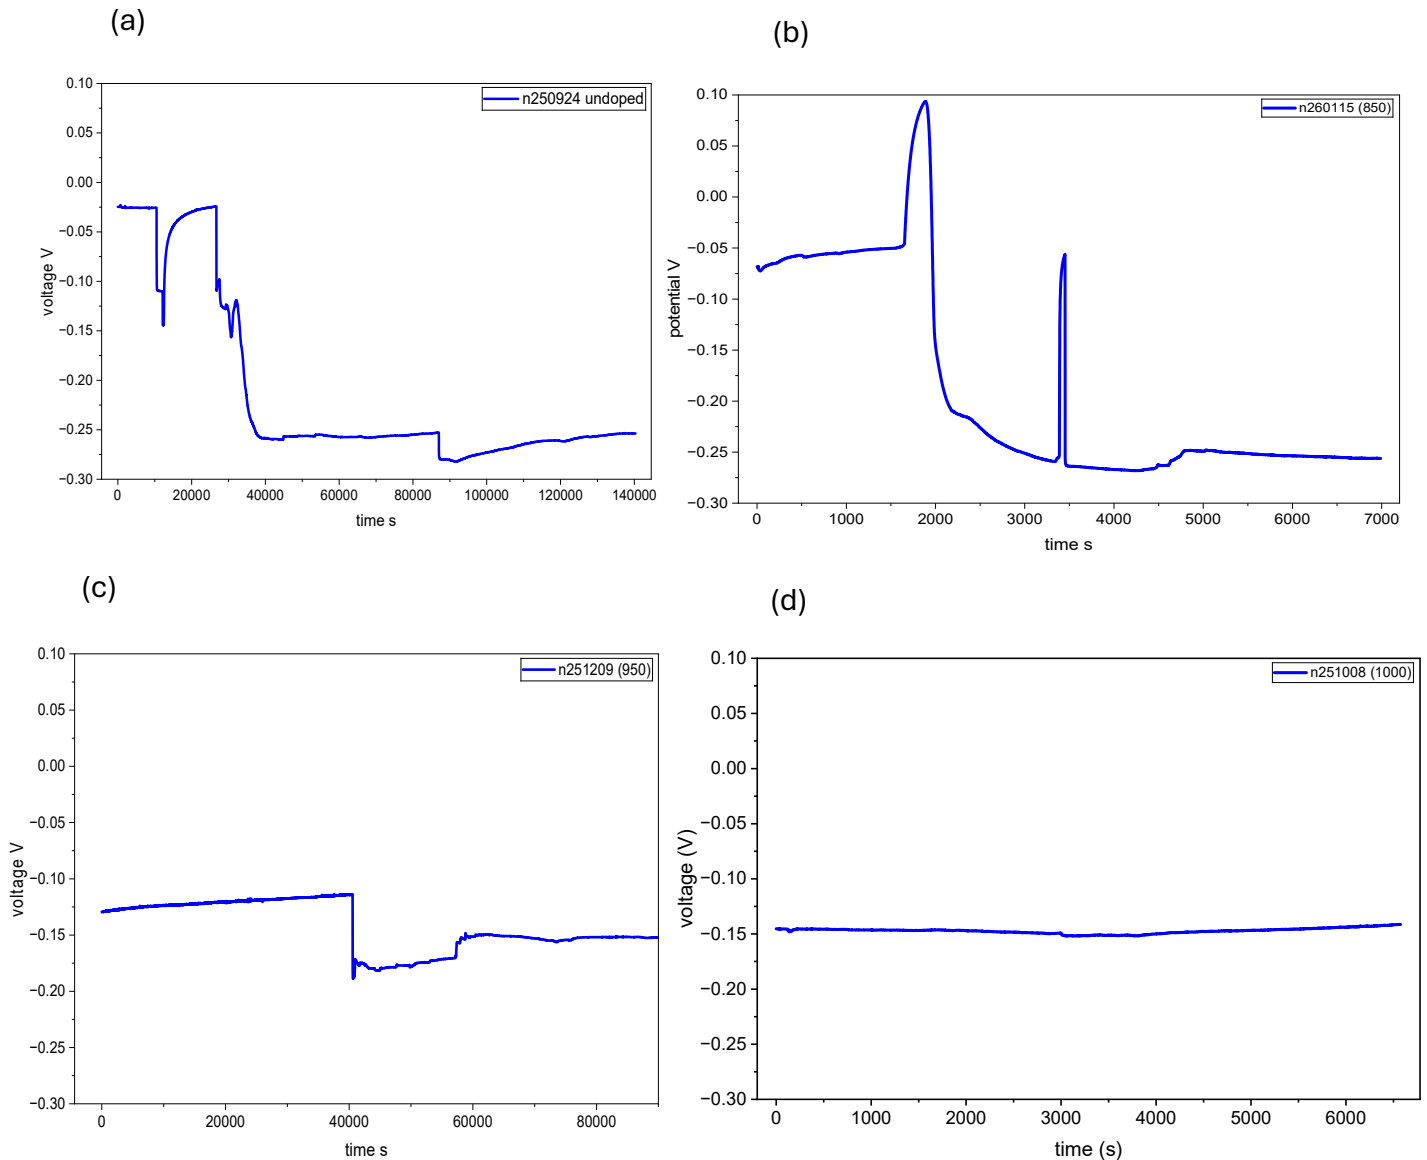 (a)
n250924 undoped
0.10
0.05
0.00
−0.05
−0.10
−0.15
−0.20
−0.25
−0.30
voltage V
0 20000 40000 60000 80000 100000 120000 140000
time s
(b)
n260115 (850)
0.10
0.05
0.00
−0.05
−0.10
−0.15
−0.20
−0.25
−0.30
potential V
0 1000 2000 3000 4000 5000 6000 7000
time s
(c)
n251209 (950)
0.10
0.05
0.00
−0.05
−0.10
−0.15
−0.20
−0.25
−0.30
voltage V
0 20000 40000 60000 80000
time s
(d)
n251008 (1000)
0.10
0.05
0.00
−0.05
−0.10
−0.15
−0.20
−0.25
−0.30
voltage (V)
0 1000 2000 3000 4000 5000 6000
time (s)